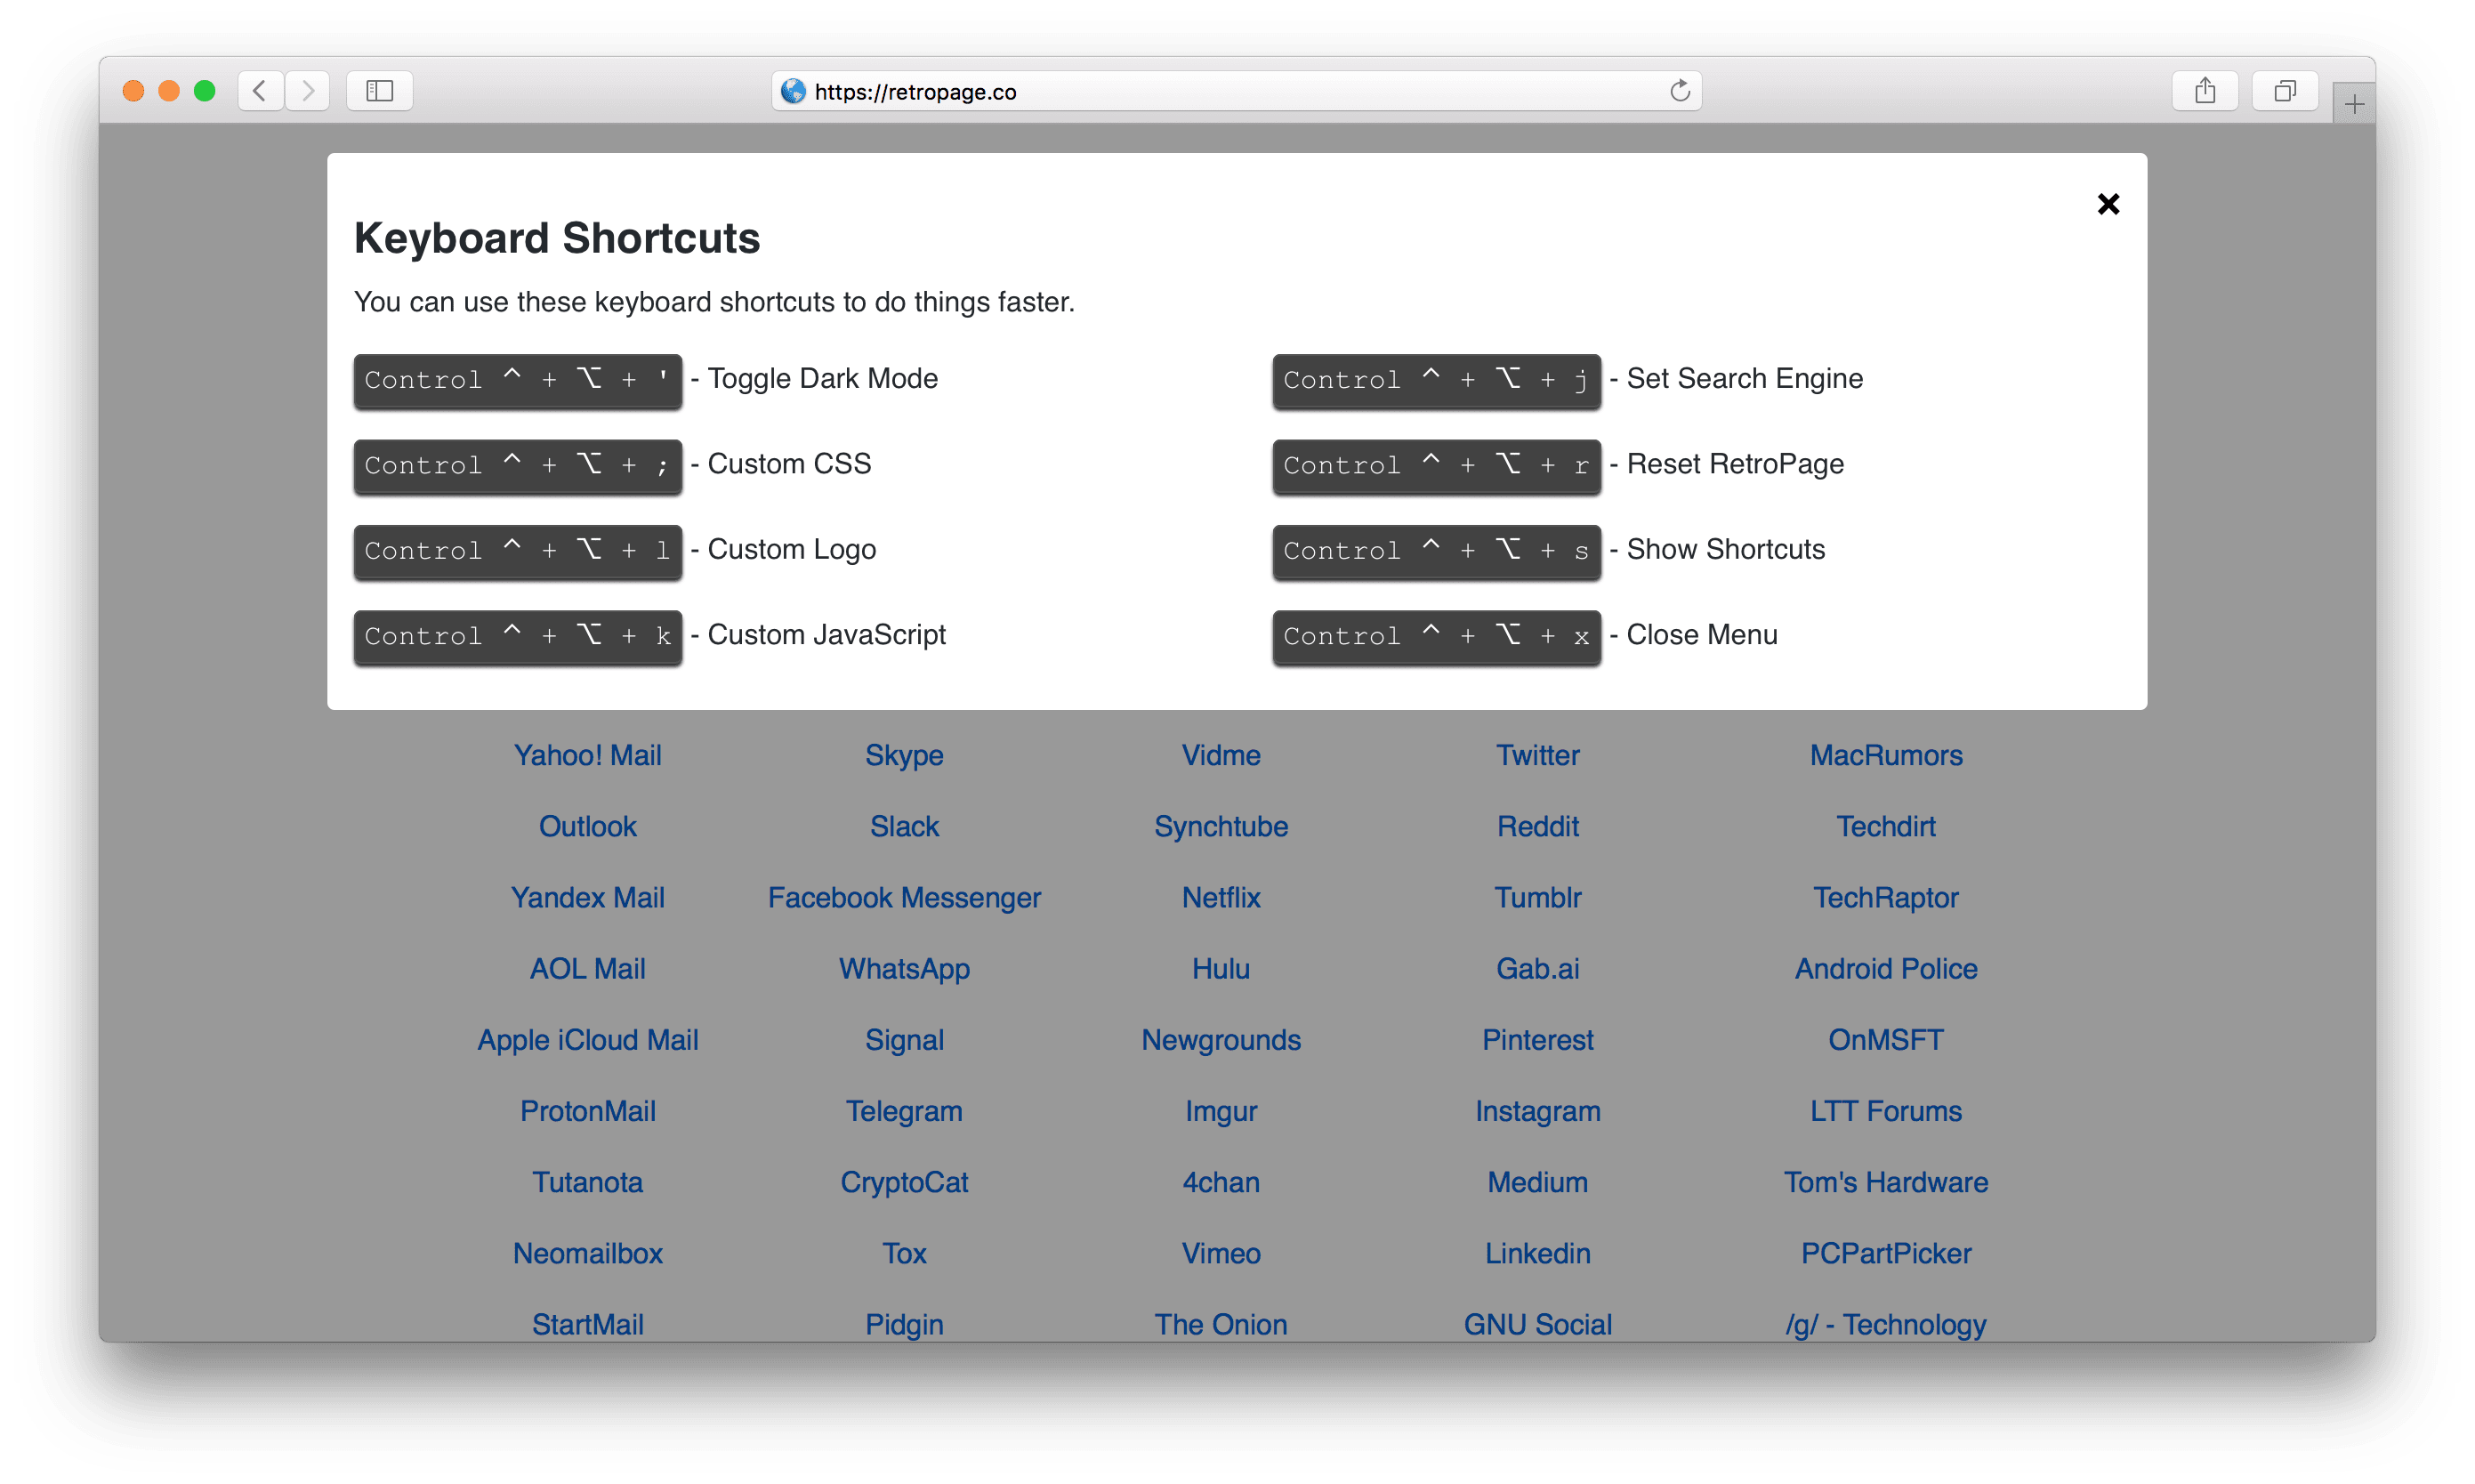 https://retropage.co
Keyboard Shortcuts
You can use these keyboard shortcuts to do things faster.
Control ^ + ⌥ + ' - Toggle Dark Mode
Control ^ + ⌥ + j - Set Search Engine
Control ^ + ⌥ + ; - Custom CSS
Control ^ + ⌥ + r - Reset RetroPage
Control ^ + ⌥ + l - Custom Logo
Control ^ + ⌥ + s - Show Shortcuts
Control ^ + ⌥ + k - Custom JavaScript
Control ^ + ⌥ + x - Close Menu
Yahoo! Mail Skype Vidme Twitter MacRumors
Outlook Slack Synchtube Reddit Techdirt
Yandex Mail Facebook Messenger Netflix Tumblr TechRaptor
AOL Mail WhatsApp Hulu Gab.ai Android Police
Apple iCloud Mail Signal Newgrounds Pinterest OnMSFT
ProtonMail Telegram Imgur Instagram LTT Forums
Tutanota CryptoCat 4chan Medium Tom's Hardware
Neomailbox Tox Vimeo Linkedin PCPartPicker
StartMail Pidgin The Onion GNU Social /g/ - Technology